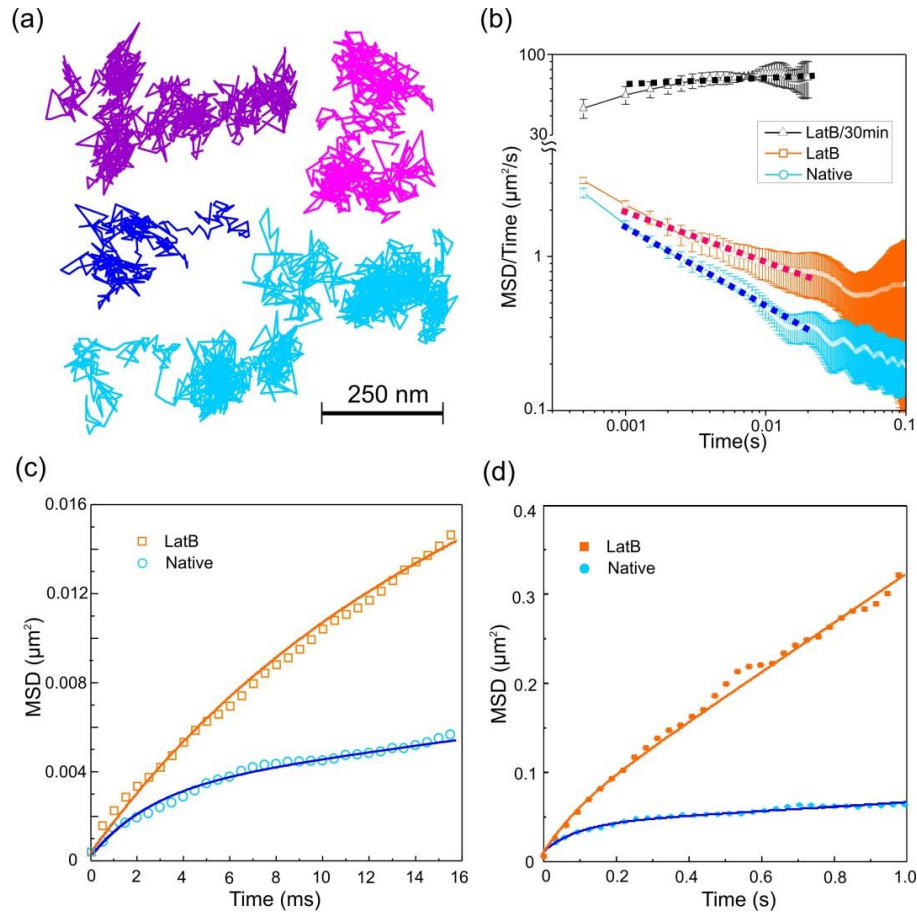 (a)
250 nm
(b)
MSD/Time (μm²/s)
100
30
1
0.1
LatB/30min
LatB
Native
0.001
0.01
0.1
Time(s)
(c)
MSD (μm²)
0.016
0.012
0.008
0.004
0
LatB
Native
0
2
4
6
8
10
12
14
16
Time (ms)
(d)
MSD (μm²)
0.4
0.3
0.2
0.1
0
LatB
Native
0
0.2
0.4
0.6
0.8
1.0
Time (s)